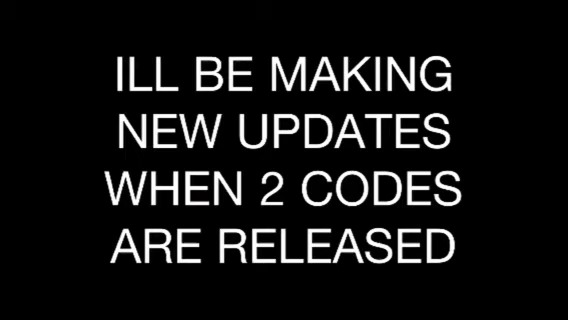 ILL BE MAKING
NEW UPDATES
WHEN 2 CODES
ARE RELEASED